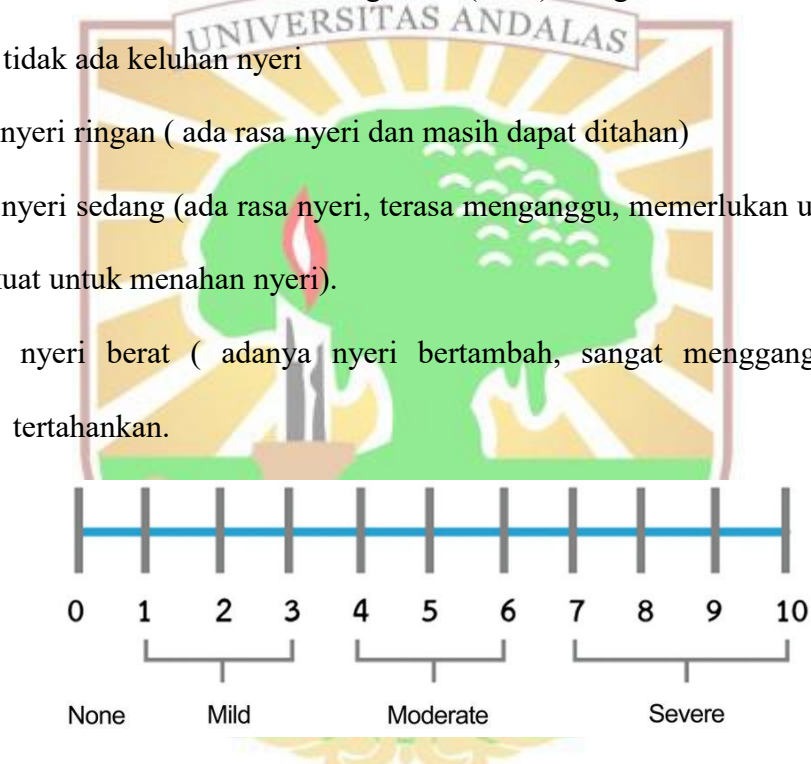 UNIVERSITAS ANDALAS
tidak ada keluhan nyeri
nyeri ringan ( ada rasa nyeri dan masih dapat ditahan)
nyeri sedang (ada rasa nyeri, terasa menganggu, memerlukan u
kuat untuk menahan nyeri).
nyeri berat ( adanya nyeri bertambah, sangat menggang
tertahankan.
0 1 2 3 4 5 6 7 8 9 10
None Mild Moderate Severe